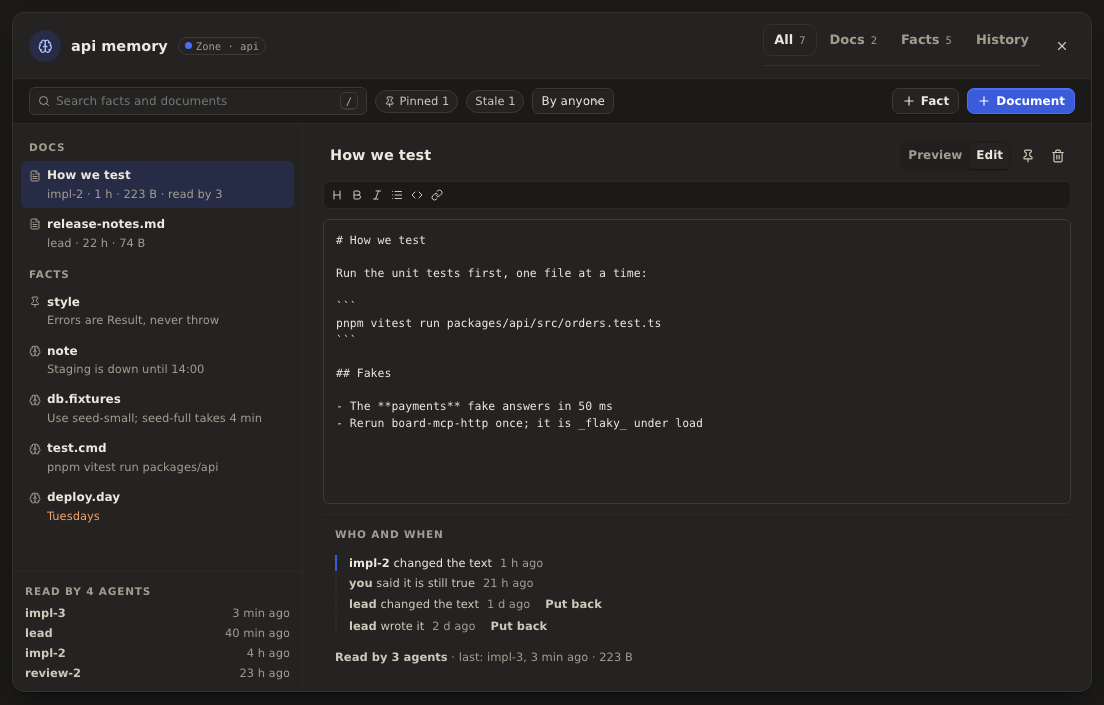 api memory
Zone · api
All 7
Docs 2
Facts 5
History
Search facts and documents
/
Pinned 1
Stale 1
By anyone
+ Fact
+ Document
DOCS
How we test
impl-2 · 1 h · 223 B · read by 3
release-notes.md
lead · 22 h · 74 B
FACTS
style
Errors are Result, never throw
note
Staging is down until 14:00
db.fixtures
Use seed-small; seed-full takes 4 min
test.cmd
pnpm vitest run packages/api
deploy.day
Tuesdays
READ BY 4 AGENTS
impl-3 3 min ago
lead 40 min ago
impl-2 4 h ago
review-2 23 h ago
How we test
Preview
Edit
H B I
# How we test
Run the unit tests first, one file at a time:
```
pnpm vitest run packages/api/src/orders.test.ts
```
## Fakes
- The **payments** fake answers in 50 ms
- Rerun board-mcp-http once; it is _flaky_ under load
WHO AND WHEN
impl-2 changed the text 1 h ago
you said it is still true 21 h ago
lead changed the text 1 d ago Put back
lead wrote it 2 d ago Put back
Read by 3 agents · last: impl-3, 3 min ago · 223 B